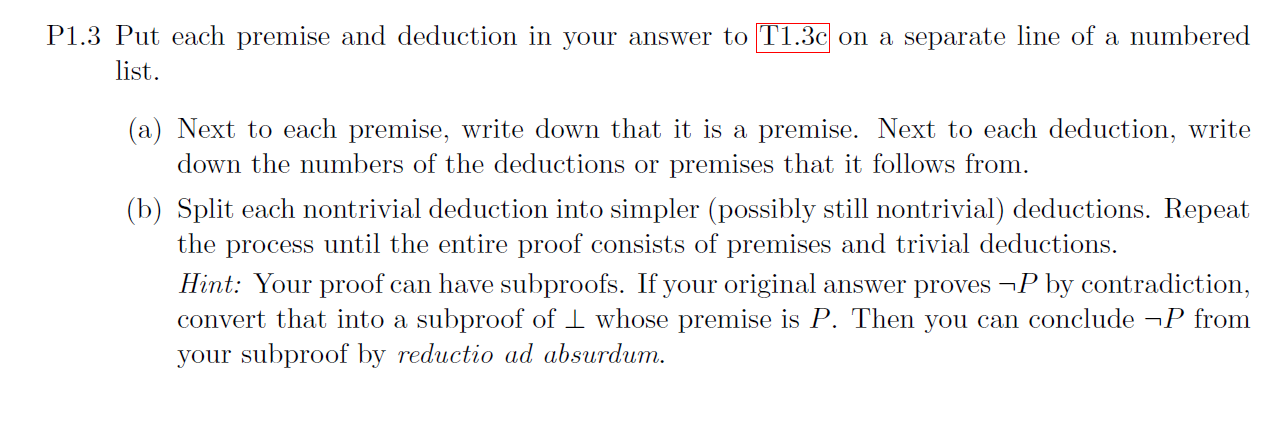 P1.3 Put each premise and deduction in your answer to T1.3c on a separate line of a numbered
list.
(a) Next to each premise, write down that it is a premise. Next to each deduction, write
down the numbers of the deductions or premises that it follows from.
(b) Split each nontrivial deduction into simpler (possibly still nontrivial) deductions. Repeat
the process until the entire proof consists of premises and trivial deductions.
Hint: Your proof can have subproofs. If your original answer proves ¬P by contradiction,
convert that into a subproof of ⊥ whose premise is P. Then you can conclude ¬P from
your subproof by reductio ad absurdum.